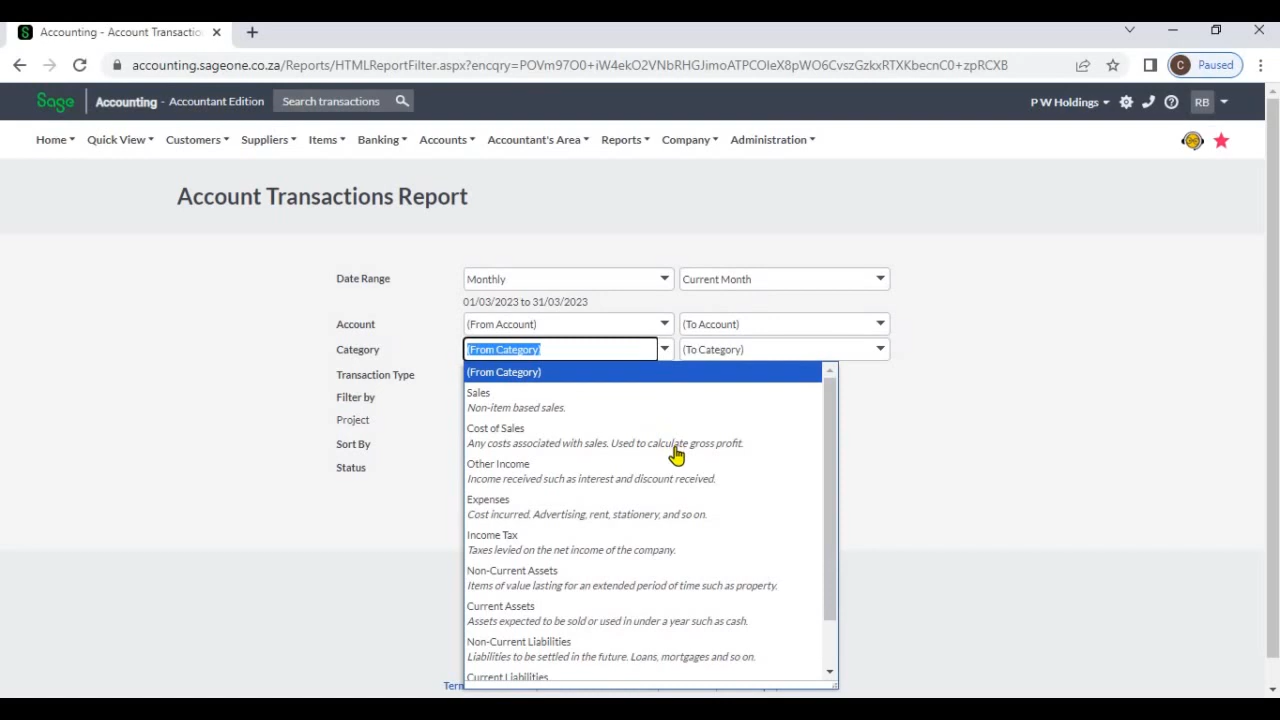 Accounting - Account Transactio
accounting.sageone.co.za/Reports/HTMLReportFilter.aspx?encqry=POVm97O0+iW4ekO2VNbRHGJimoATPCOIeX8pWO6CvszGzkxRTXKbecnC0+zpRCXB
C Paused
Sage Accounting - Accountant Edition Search transactions P W Holdings RB
Home Quick View Customers Suppliers Items Banking Accounts Accountant's Area Reports Company Administration
Account Transactions Report
Date Range Monthly Current Month
01/03/2023 to 31/03/2023
Account (From Account) (To Account)
Category (From Category) (To Category)
Transaction Type (From Category)
Filter by Sales
Non-item based sales.
Project Cost of Sales
Sort By Any costs associated with sales. Used to calculate gross profit.
Status Other Income
Income received such as interest and discount received.
Expenses
Cost incurred. Advertising, rent, stationery, and so on.
Income Tax
Taxes levied on the net income of the company.
Non-Current Assets
Items of value lasting for an extended period of time such as property.
Current Assets
Assets expected to be sold or used in under a year such as cash.
Non-Current Liabilities
Liabilities to be settled in the future. Loans, mortgages and so on.
Current Liabilities
Term